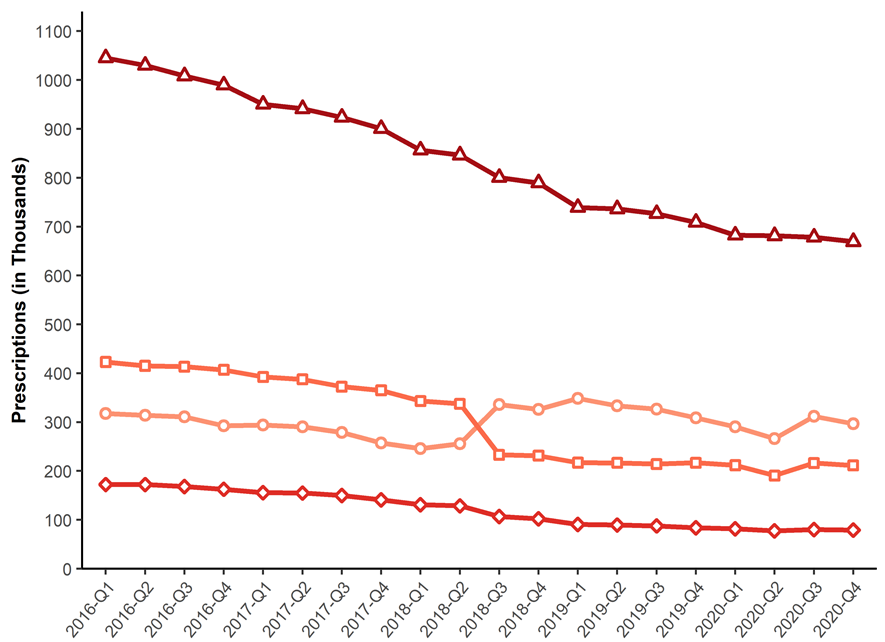 Prescriptions (in Thousands)
1100
1000
900
800
700
600
500
400
300
200
100
0
2016-Q1
2016-Q2
2016-Q3
2016-Q4
2017-Q1
2017-Q2
2017-Q3
2017-Q4
2018-Q1
2018-Q2
2018-Q3
2018-Q4
2019-Q1
2019-Q2
2019-Q3
2019-Q4
2020-Q1
2020-Q2
2020-Q3
2020-Q4